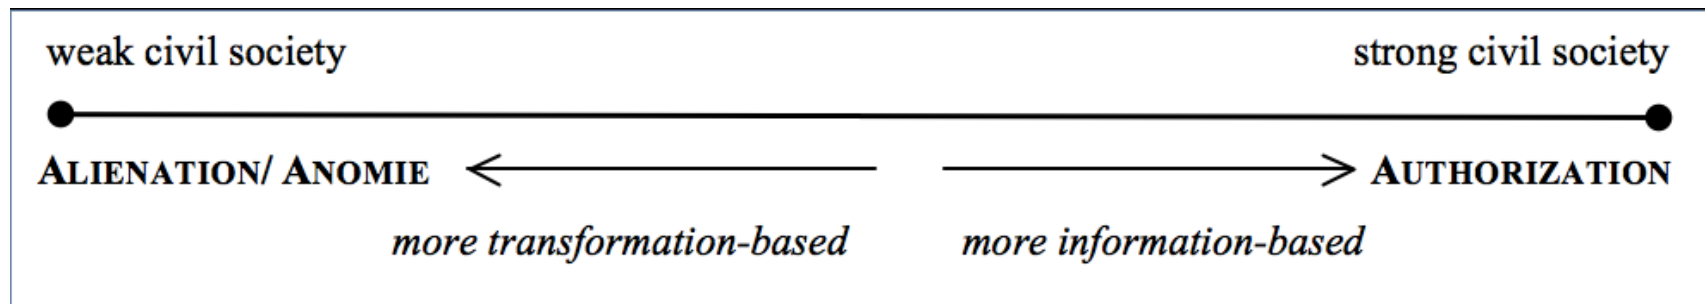 weak civil society strong civil society
ALIENATION/ ANOMIE AUTHORIZATION
more transformation-based more information-based